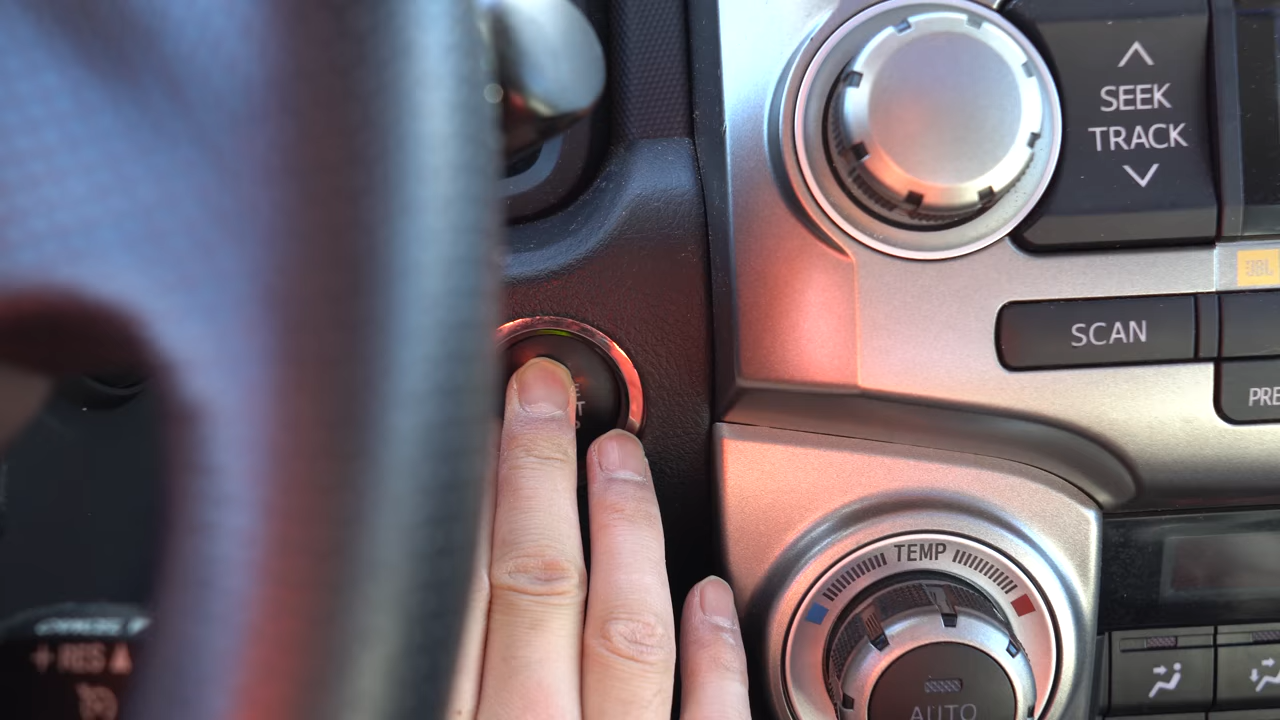 SEEK
TRACK
JBL
SCAN
PRE
E
T
P
TEMP
AUTO
+ RES